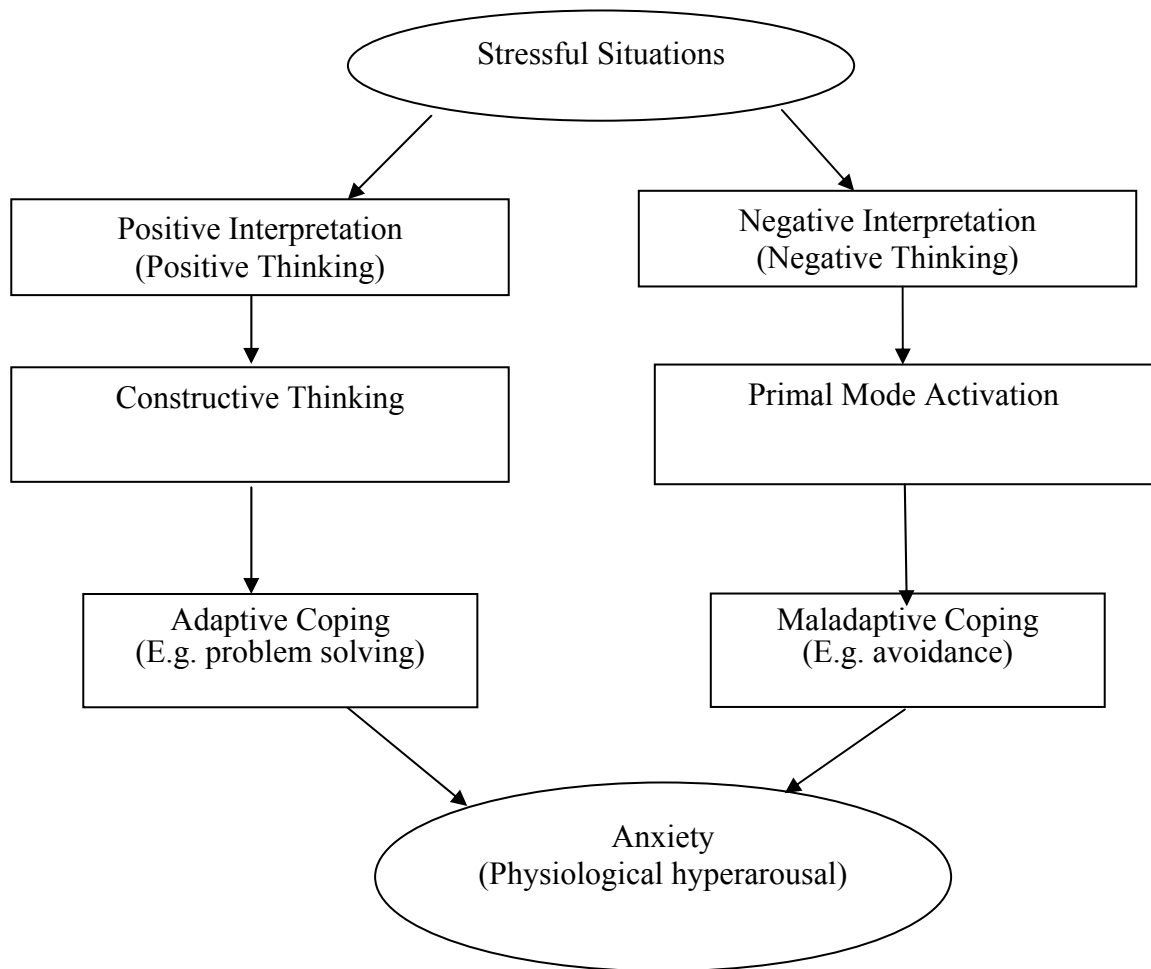 Stressful Situations
Positive Interpretation
(Positive Thinking)
Negative Interpretation
(Negative Thinking)
Constructive Thinking
Primal Mode Activation
Adaptive Coping
(E.g. problem solving)
Maladaptive Coping
(E.g. avoidance)
Anxiety
(Physiological hyperarousal)